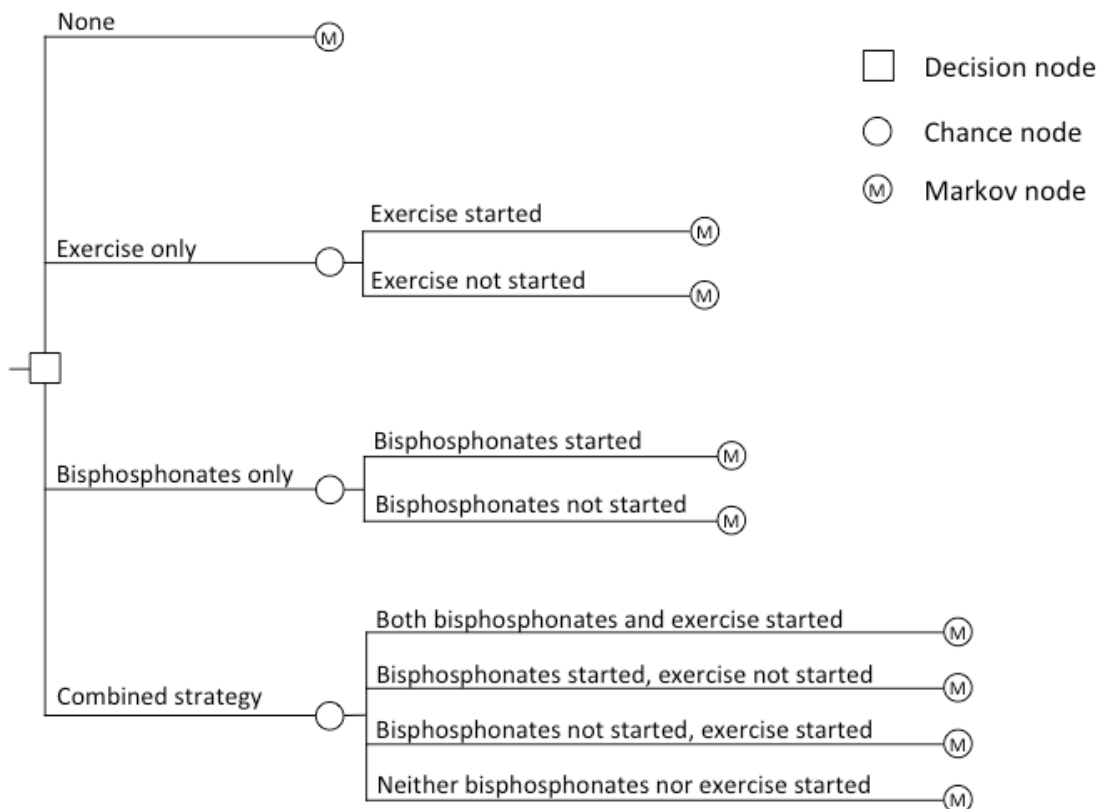 None
M
Decision node
Chance node
M
Markov node
Exercise started
M
Exercise only
Exercise not started
M
Bisphosphonates started
M
Bisphosphonates only
Bisphosphonates not started
M
Both bisphosphonates and exercise started
M
Bisphosphonates started, exercise not started
M
Combined strategy
Bisphosphonates not started, exercise started
M
Neither bisphosphonates nor exercise started
M